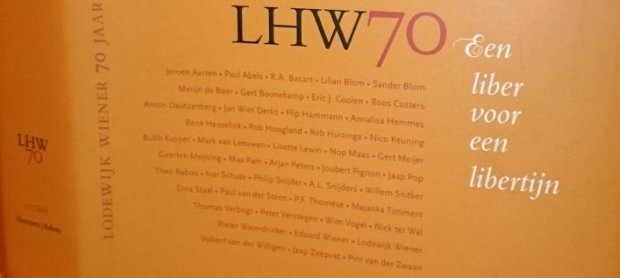 LODEWIJK WIENER 70 JAAR
LHW
70
LHW70
Jeroen Aarten • Paul Abels • R.A. Basart • Lilian Blom • Sander Blom
Merijn de Boer • Gert Boonekamp • Eric J. Coolen • Roos Custers
Anton Dautzenberg • Jan Wim Derks • Flip Hammann • Annalisa Hemmes
René Hesselink • Rob Hoogland • Rob Huizinga • Nico Keuning
Bubb Kuyper • Mark van Leeuwen • Lisette Lewin • Nop Maas • Gert Meijer
Geerten Meijsing • Max Pam • Arjan Peters • Joubert Pignon • Jaap Pop
Theo Rabou • Ivar Schute • Philip Snijder • A.L. Snijders • Willem Snitker
Erna Staal • Paul van der Steen • P.F. Thomése • Majanka Timmers
Thomas Verbogt • Peter Verstegen • Wim Vogel • Nick ter Wal
Pieter Waterdrinker • Eduard Wiener • Lodewijk Wiener
Volkert van der Willigen • Jaap Zeepvat • Pim van der Zwaan
Een
liber
voor
een
libertijn